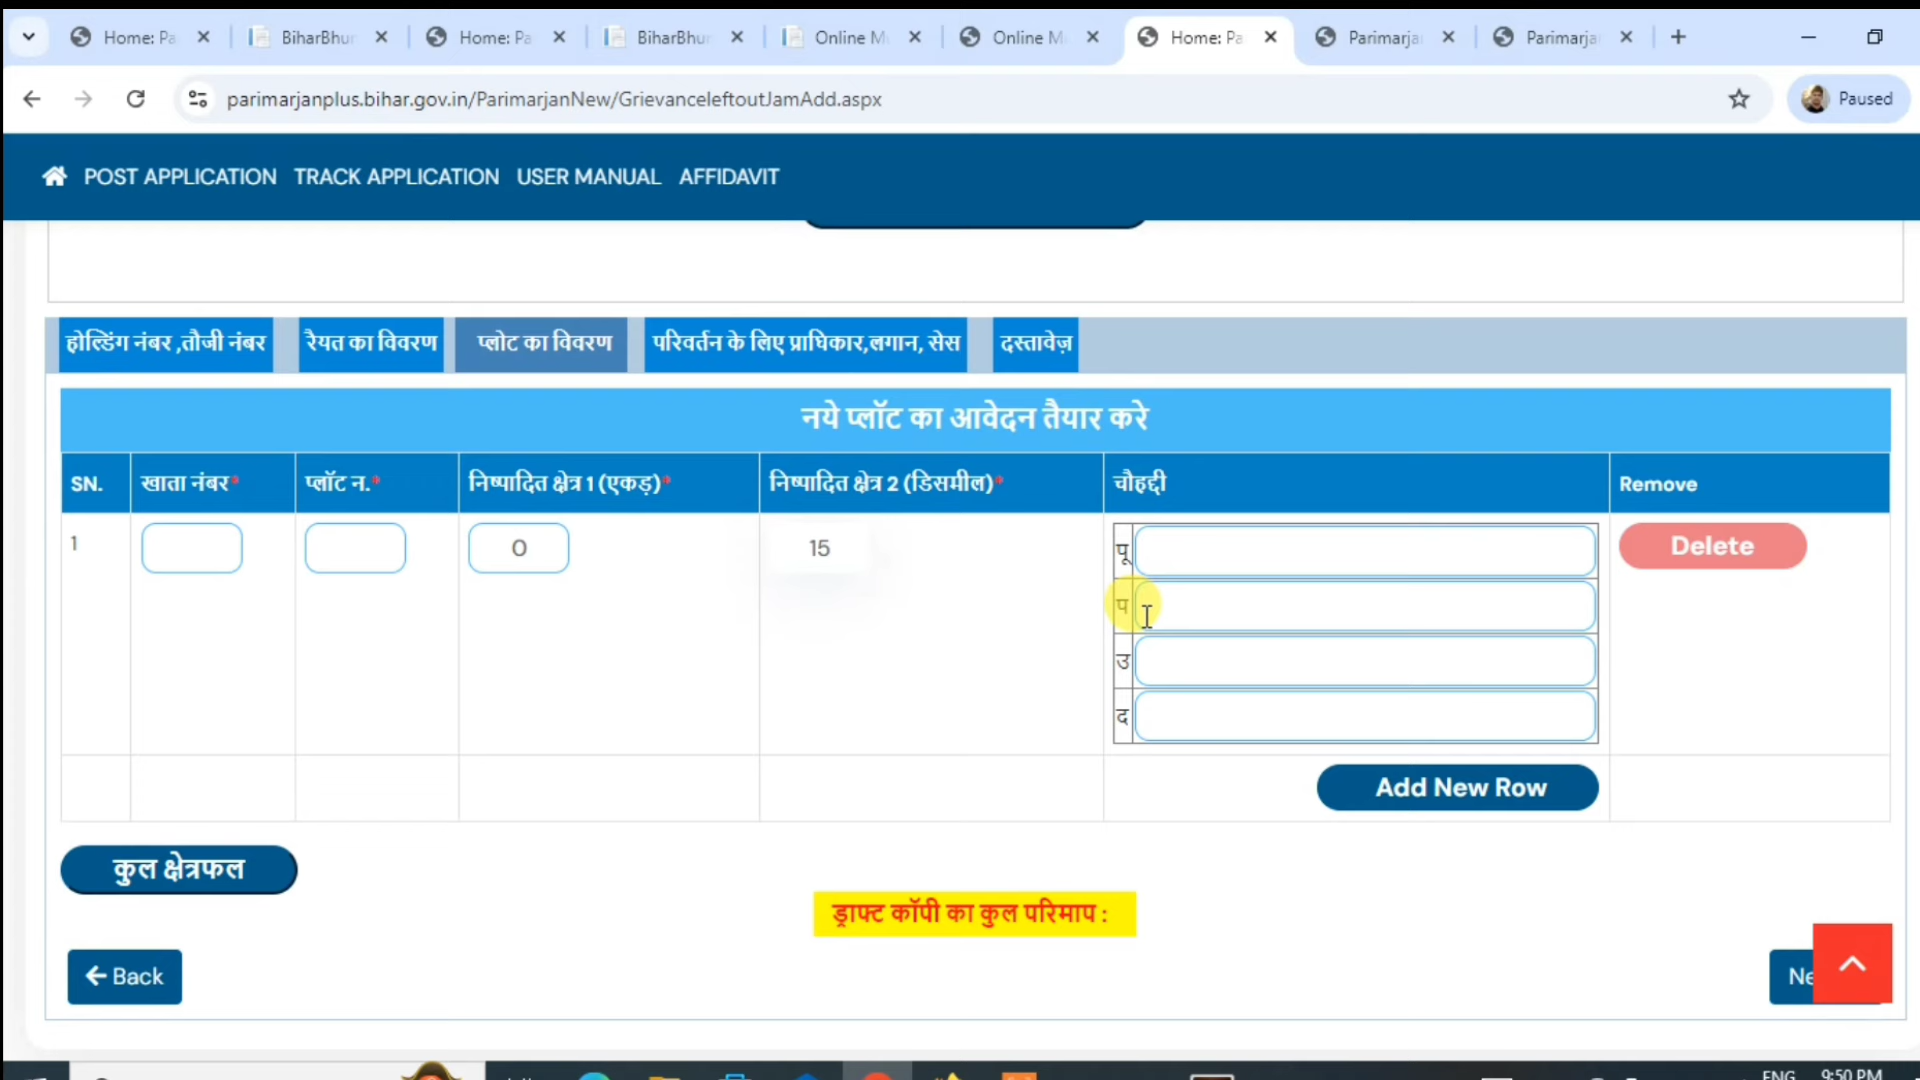 Home: Pa
BiharBhu
Home: Pa
BiharBhu
Online M
Online M
Home: Pa
Parimarja
Parimarja
parimarjanplus.bihar.gov.in/ParimarjanNew/GrievanceleftoutJamAdd.aspx
Paused
POST APPLICATION TRACK APPLICATION USER MANUAL AFFIDAVIT
होल्डिंग नंबर ,तौजी नंबर
रैयत का विवरण
प्लोट का विवरण
परिवर्तन के लिए प्राधिकार,लगान, सेस
दस्तावेज़
नये प्लॉट का आवेदन तैयार करे
SN. खाता नंबर* प्लॉट न.* निष्पादित क्षेत्र 1 (एकड़)* निष्पादित क्षेत्र 2 (डिसमील)* चौहद्दी Remove
1 0 15 पू Delete
प
उ
द
Add New Row
कुल क्षेत्रफल
ड्राफ्ट कॉपी का कुल परिमाप :
Back
Ne
ENG 9:50 PM